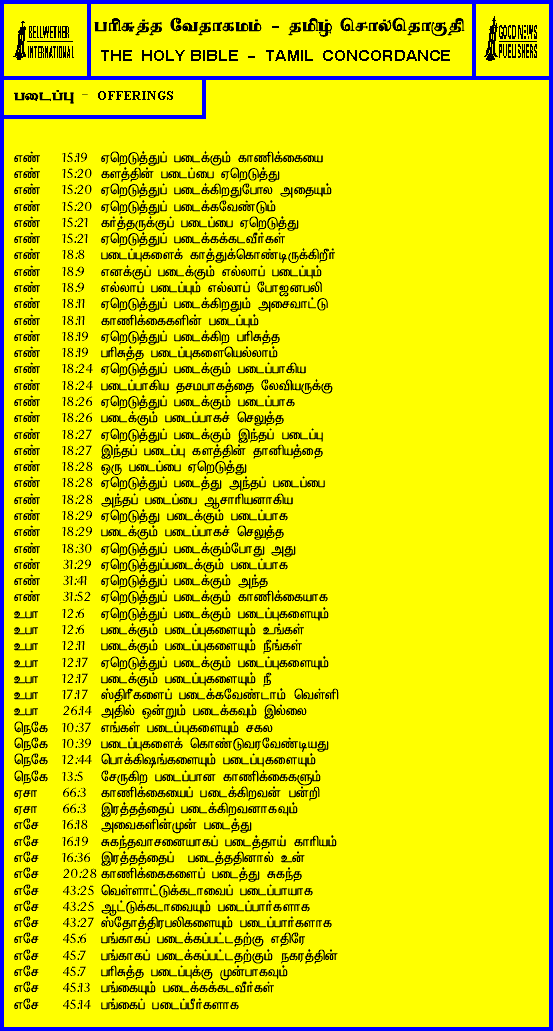 BELLWETHER
INTERNATIONAL
பரிசுத்த வேதாகமம் - தமிழ் சொல்தொகுதி
THE HOLY BIBLE - TAMIL CONCORDANCE
GOOD NEWS
PUBLISHERS
படைப்பு - OFFERINGS
எண் 15:19 ஏறெடுத்துப் படைக்கும் காணிக்கையை
எண் 15:20 களத்தின் படைப்பை ஏறெடுத்து
எண் 15:20 ஏறெடுத்துப் படைக்கிறதுபோல அதையும்
எண் 15:20 ஏறெடுத்துப் படைக்கவேண்டும்
எண் 15:21 கர்த்தருக்குப் படைப்பை ஏறெடுத்து
எண் 15:21 ஏறெடுத்துப் படைக்கக்கடவீர்கள்
எண் 18:8 படைப்புகளைக் காத்துக்கொண்டிருக்கிறீர்
எண் 18:9 எனக்குப் படைக்கும் எல்லாப் படைப்பும்
எண் 18:9 எல்லாப் படைப்பும் எல்லாப் போஜனபலி
எண் 18:11 ஏறெடுத்துப் படைக்கிறதும் அசைவாட்டு
எண் 18:11 காணிக்கைகளின் படைப்பும்
எண் 18:19 ஏறெடுத்துப் படைக்கிற பரிசுத்த
எண் 18:19 பரிசுத்த படைப்புகளையெல்லாம்
எண் 18:24 ஏறெடுத்துப் படைக்கும் படைப்பாகிய
எண் 18:24 படைப்பாகிய தசமபாகத்தை லேவியருக்கு
எண் 18:26 ஏறெடுத்துப் படைக்கும் படைப்பாக
எண் 18:26 படைக்கும் படைப்பாகச் செலுத்த
எண் 18:27 ஏறெடுத்துப் படைக்கும் இந்தப் படைப்பு
எண் 18:27 இந்தப் படைப்பு களத்தின் தானியத்தை
எண் 18:28 ஒரு படைப்பை ஏறெடுத்து
எண் 18:28 ஏறெடுத்துப் படைத்து அந்தப் படைப்பை
எண் 18:28 அந்தப் படைப்பை ஆசாரியனாகிய
எண் 18:29 ஏறெடுத்து படைக்கும் படைப்பாக
எண் 18:29 படைக்கும் படைப்பாகச் செலுத்த
எண் 18:30 ஏறெடுத்துப் படைக்கும்போது அது
எண் 31:29 ஏறெடுத்துப்படைக்கும் படைப்பாக
எண் 31:41 ஏறெடுத்துப் படைக்கும் அந்த
எண் 31:52 ஏறெடுத்துப் படைக்கும் காணிக்கையாக
உபா 12:6 ஏறெடுத்துப் படைக்கும் படைப்புகளையும்
உபா 12:6 படைக்கும் படைப்புகளையும் உங்கள்
உபா 12:11 படைக்கும் படைப்புகளையும் நீங்கள்
உபா 12:17 ஏறெடுத்துப் படைக்கும் படைப்புகளையும்
உபா 12:17 படைக்கும் படைப்புகளையும் நீ
உபா 17:17 ஸ்திரீகளைப் படைக்கவேண்டாம் வெள்ளி
உபா 26:14 அதில் ஒன்றும் படைக்கவும் இல்லை
நெகே 10:37 எங்கள் படைப்புகளையும் சகல
நெகே 10:39 படைப்புகளைக் கொண்டுவரவேண்டியது
நெகே 12:44 பொக்கிஷங்களையும் படைப்புகளையும்
நெகே 13:5 சேருகிற படைப்பான காணிக்கைகளும்
ஏசா 66:3 காணிக்கையைப் படைக்கிறவன் பன்றி
ஏசா 66:3 இரத்தத்தைப் படைக்கிறவனாகவும்
எசே 16:18 அவைகளின்முன் படைத்து
எசே 16:19 சுகந்தவாசனையாகப் படைத்தாய் காரியம்
எசே 16:36 இரத்தத்தைப் படைத்ததினால் உன்
எசே 20:28 காணிக்கைகளைப் படைத்து சுகந்த
எசே 43:25 வெள்ளாட்டுக்கடாவைப் படைப்பாயாக
எசே 43:25 ஆட்டுக்கடாவையும் படைப்பார்களாக
எசே 43:27 ஸ்தோத்திரபலிகளையும் படைப்பார்களாக
எசே 45:6 பங்காகப் படைக்கப்பட்டதற்கு எதிரே
எசே 45:7 பங்காகப் படைக்கப்பட்டதற்கும் நகரத்தின்
எசே 45:7 பரிசுத்த படைப்புக்கு முன்பாகவும்
எசே 45:13 பங்கையும் படைக்கக்கடவீர்கள்
எசே 45:14 பங்கைப் படைப்பீர்களாக